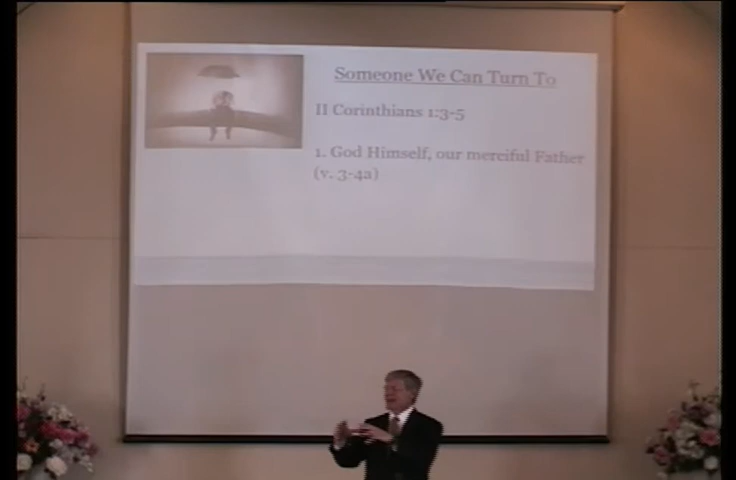 Someone We Can Turn To
II Corinthians 1:3-5
1. God Himself, our merciful Father
(v. 3-4a)